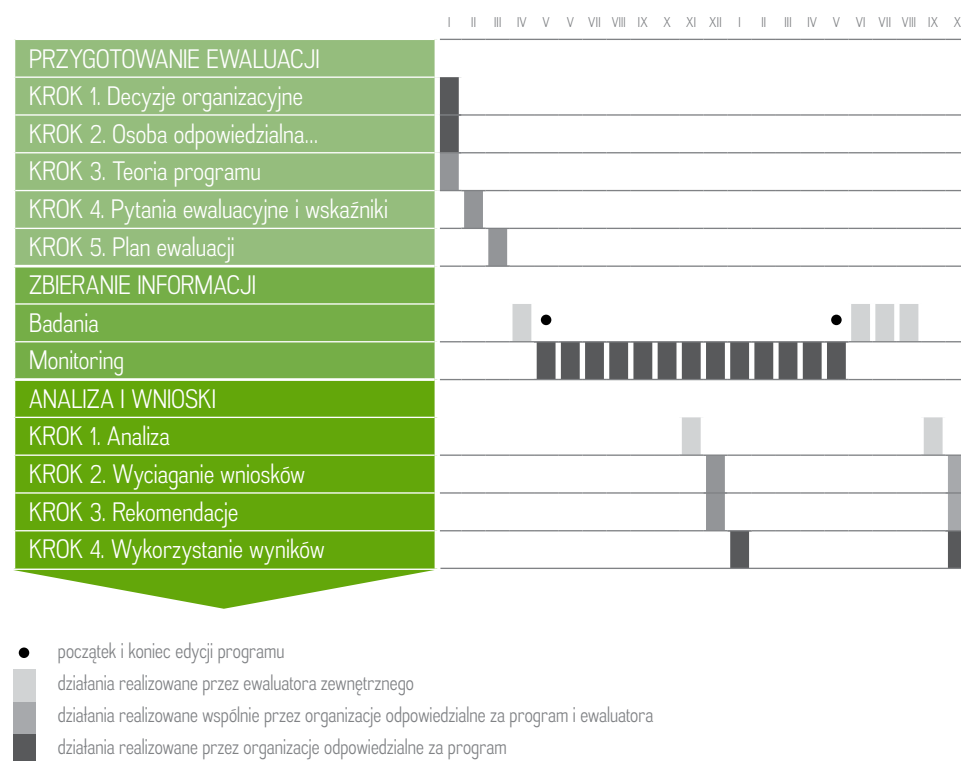 I II III IV V V VII VIII IX X XI XII I II III IV V VI VII VIII IX X
PRZYGOTOWANIE EWALUACJI
KROK 1. Decyzje organizacyjne
KROK 2. Osoba odpowiedzialna...
KROK 3. Teoria programu
KROK 4. Pytania ewaluacyjne i wskaźniki
KROK 5. Plan ewaluacji
ZBIERANIE INFORMACJI
Badania
Monitoring
ANALIZA I WNIOSKI
KROK 1. Analiza
KROK 2. Wyciaganie wniosków
KROK 3. Rekomendacje
KROK 4. Wykorzystanie wyników
początek i koniec edycji programu
działania realizowane przez ewaluatora zewnętrznego
działania realizowane wspólnie przez organizacje odpowiedzialne za program i ewaluatora
działania realizowane przez organizacje odpowiedzialne za program